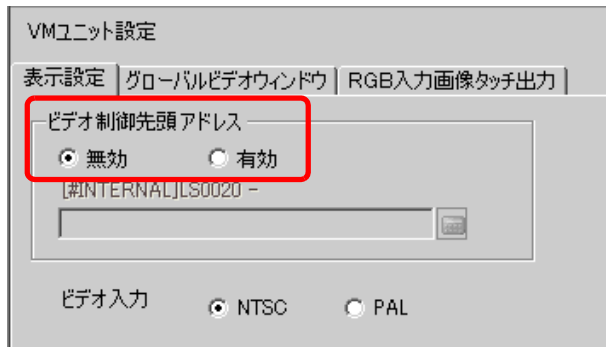 VMユニット設定
表示設定 グローバルビデオウィンドウ RGB入力画像タッチ出力
ビデオ制御先頭アドレス
無効 有効
[#INTERNAL]LS0020 -
ビデオ入力 NTSC PAL